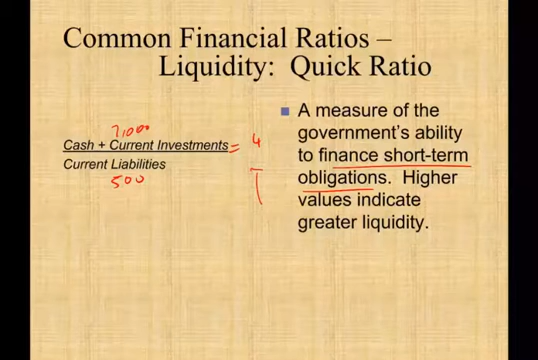 Common Financial Ratios –
Liquidity: Quick Ratio
Cash + Current Investments = 4
Current Liabilities
500
A measure of the
government's ability
to finance short-term
obligations. Higher
values indicate
greater liquidity.